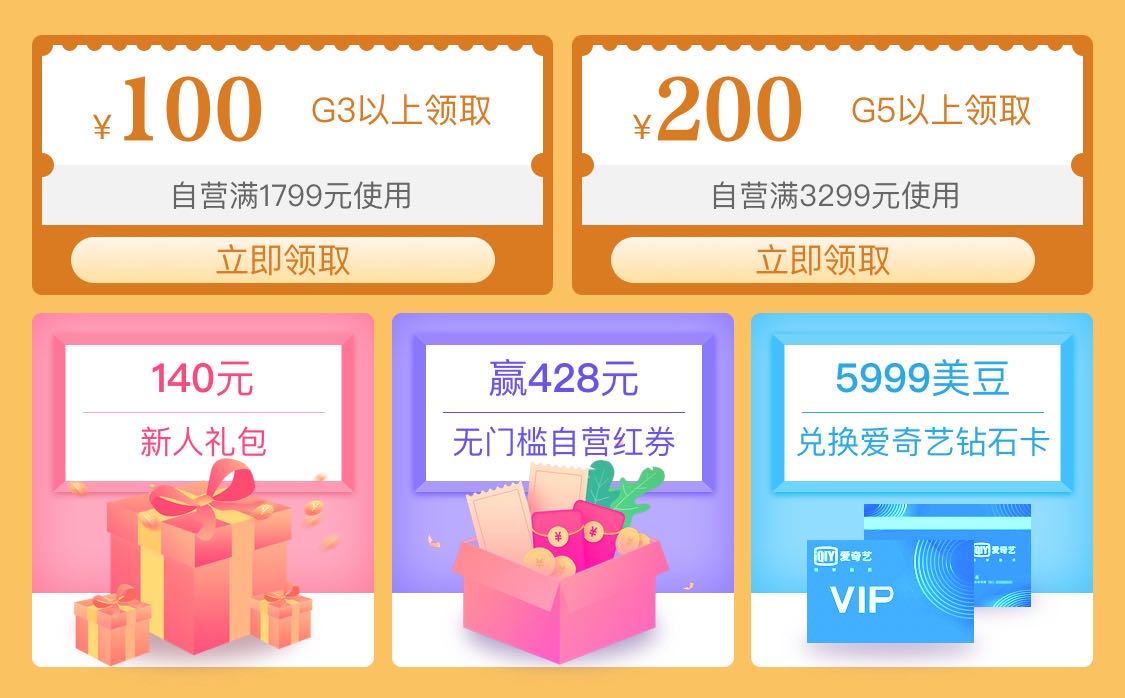 ¥100 G3以上领取
自营满1799元使用
立即领取
¥200 G5以上领取
自营满3299元使用
立即领取
140元
新人礼包
赢428元
无门槛自营红券
¥
¥
5999美豆
兑换爱奇艺钻石卡
iQIYI 爱奇艺
VIP
iQIYI 爱奇艺